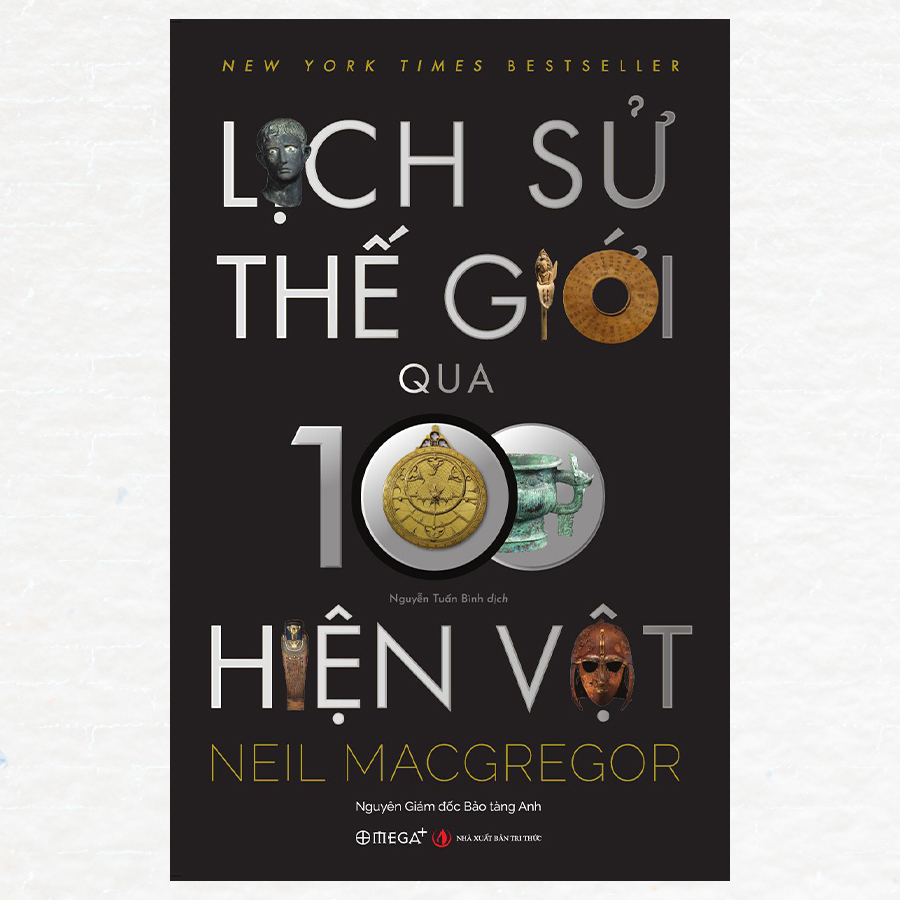 NEW YORK TIMES BESTSELLER
LỊCH SỬ
THẾ GIỚI
QUA
100
Nguyễn Tuấn Bình dịch
HIỆN VẬT
NEIL MACGREGOR
Nguyên Giám đốc Bảo tàng Anh
OMEGA+ NHÀ XUẤT BẢN TRI THỨC